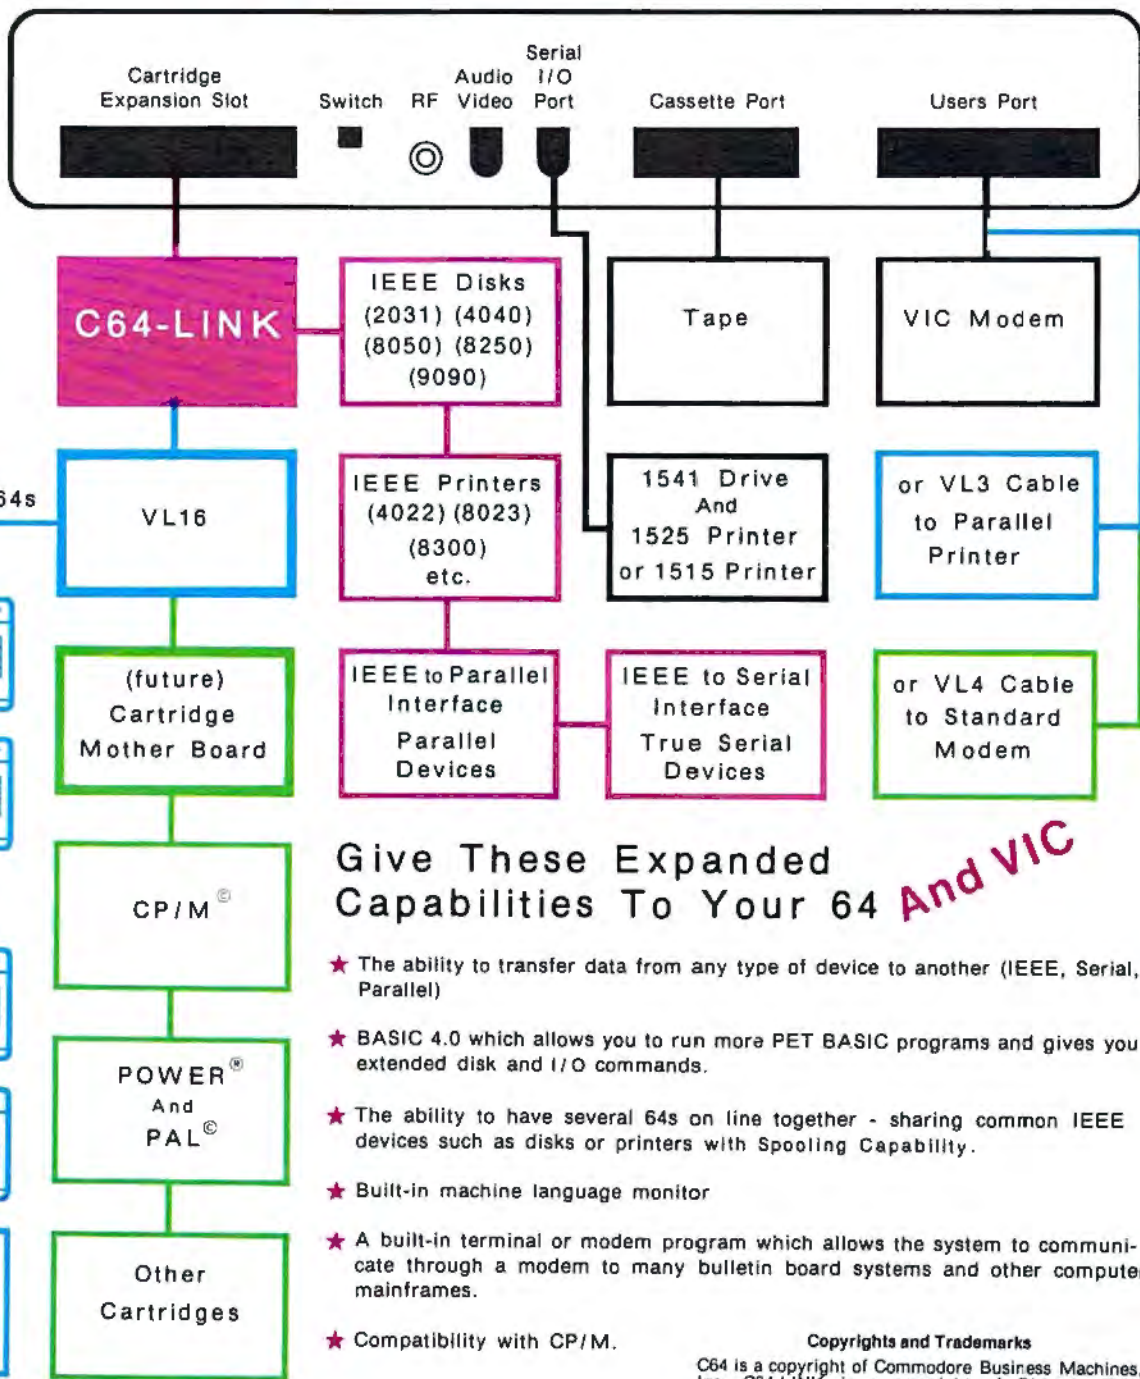 Cartridge
Expansion Slot
Switch
RF
Audio
Video
Serial
I/O
Port
Cassette Port
Users Port
C64-LINK
IEEE Disks
(2031) (4040)
(8050) (8250)
(9090)
Tape
VIC Modem
64s
VL16
IEEE Printers
(4022) (8023)
(8300)
etc.
1541 Drive
And
1525 Printer
or 1515 Printer
or VL3 Cable
to Parallel
Printer
(future)
Cartridge
Mother Board
IEEE to Parallel
Interface
Parallel
Devices
IEEE to Serial
Interface
True Serial
Devices
or VL4 Cable
to Standard
Modem
CP/M©
POWER®
And
PAL©
Other
Cartridges
Give These Expanded
Capabilities To Your 64 And VIC
★ The ability to transfer data from any type of device to another (IEEE, Serial,
Parallel)
★ BASIC 4.0 which allows you to run more PET BASIC programs and gives you
extended disk and I/O commands.
★ The ability to have several 64s on line together - sharing common IEEE
devices such as disks or printers with Spooling Capability.
★ Built-in machine language monitor
★ A built-in terminal or modem program which allows the system to communi-
cate through a modem to many bulletin board systems and other compute
mainframes.
★ Compatibility with CP/M.
Copyrights and Trademarks
C64 is a copyright of Commodore Business Machines,